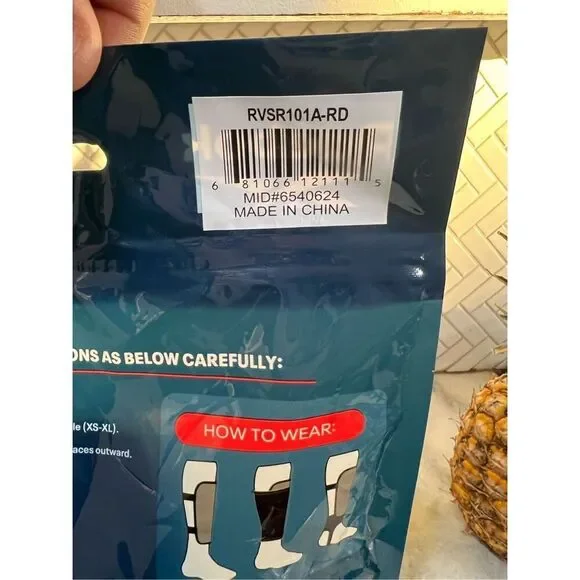 RVSR101A-RD
6 81066 12111 5
MID#6540624
MADE IN CHINA
ONS AS BELOW CAREFULLY:
le (XS-XL).
aces outward.
HOW TO WEAR: